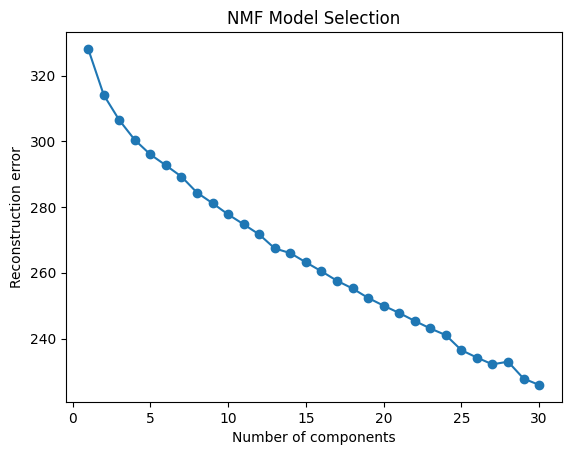 NMF Model Selection
Reconstruction error
320
300
280
260
240
0 5 10 15 20 25 30
Number of components